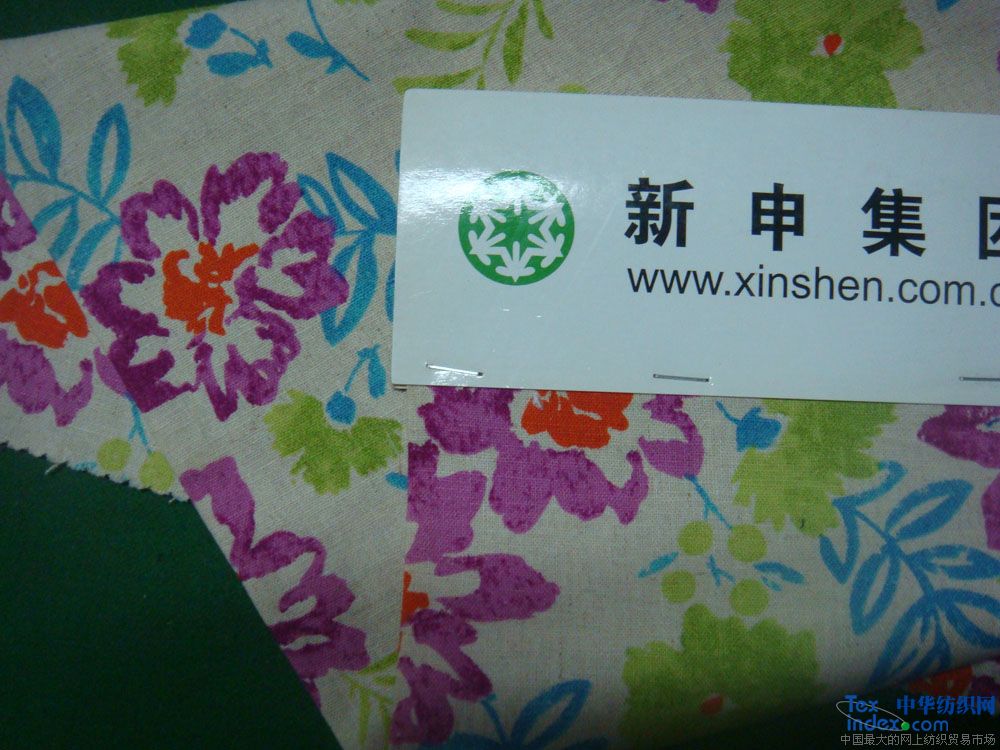 新申集团
www.xinshen.com.c
Tex 中华纺织网
index.com
中国最大的网上纺织贸易市场